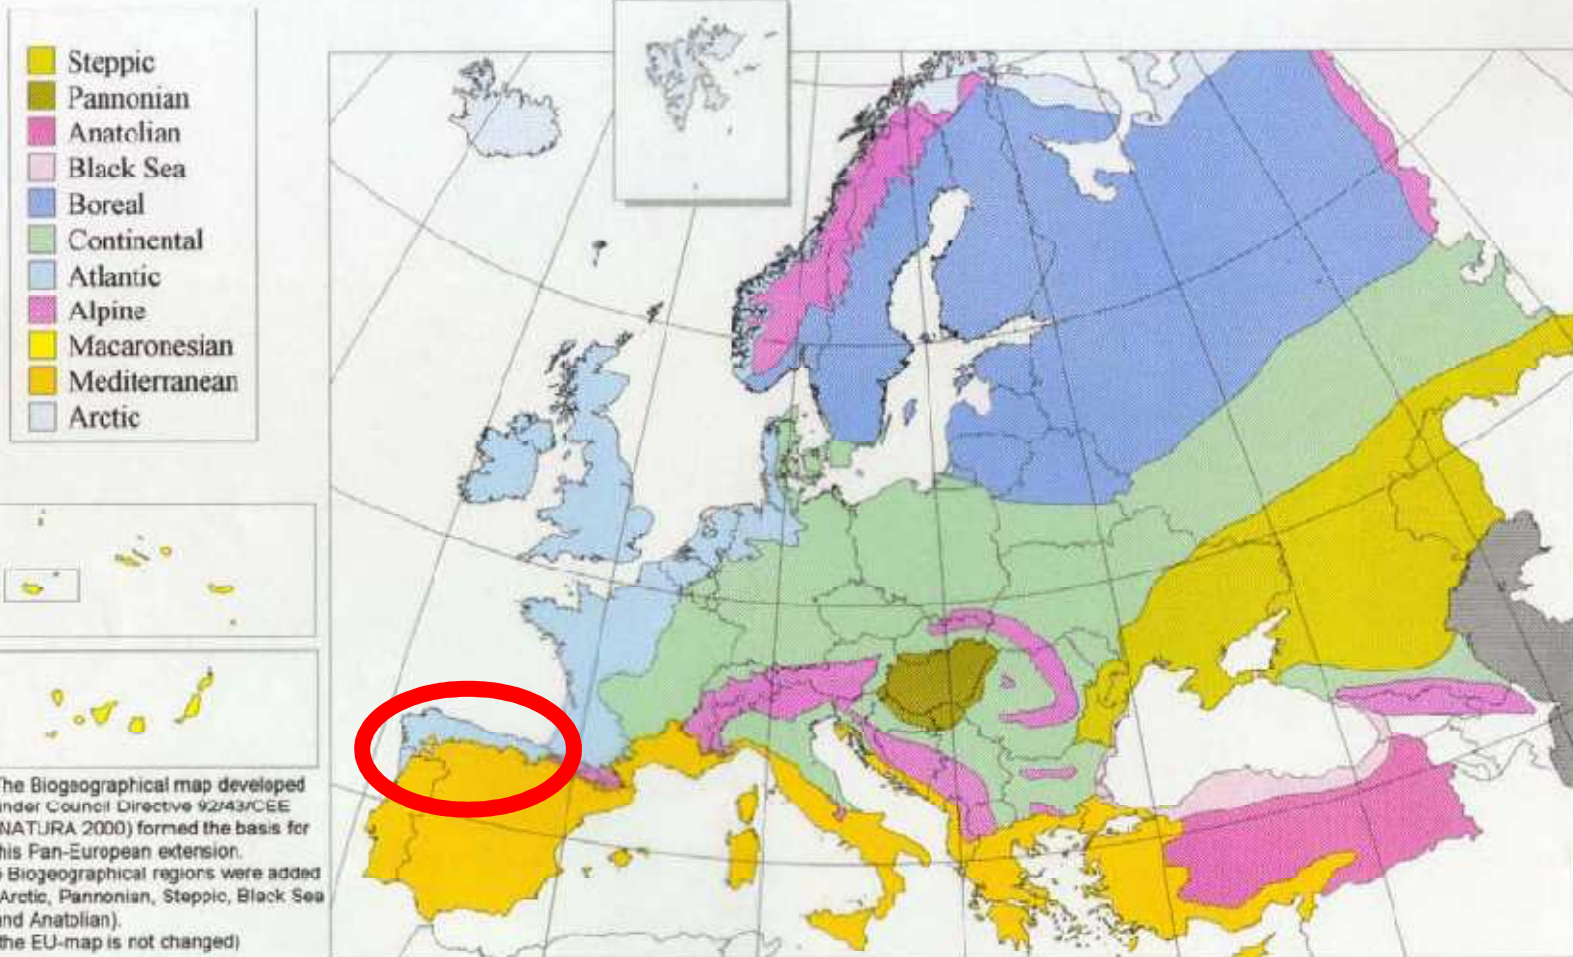 Steppic
Pannonian
Anatolian
Black Sea
Boreal
Continental
Atlantic
Alpine
Macaronesian
Mediterranean
Arctic
The Biogeographical map developed
under Council Directive 92/43/CEE
(NATURA 2000) formed the basis for
this Pan-European extension.
Biogeographical regions were added
(Arctic, Pannonian, Steppic, Black Sea
and Anatolian).
(the EU-map is not changed)